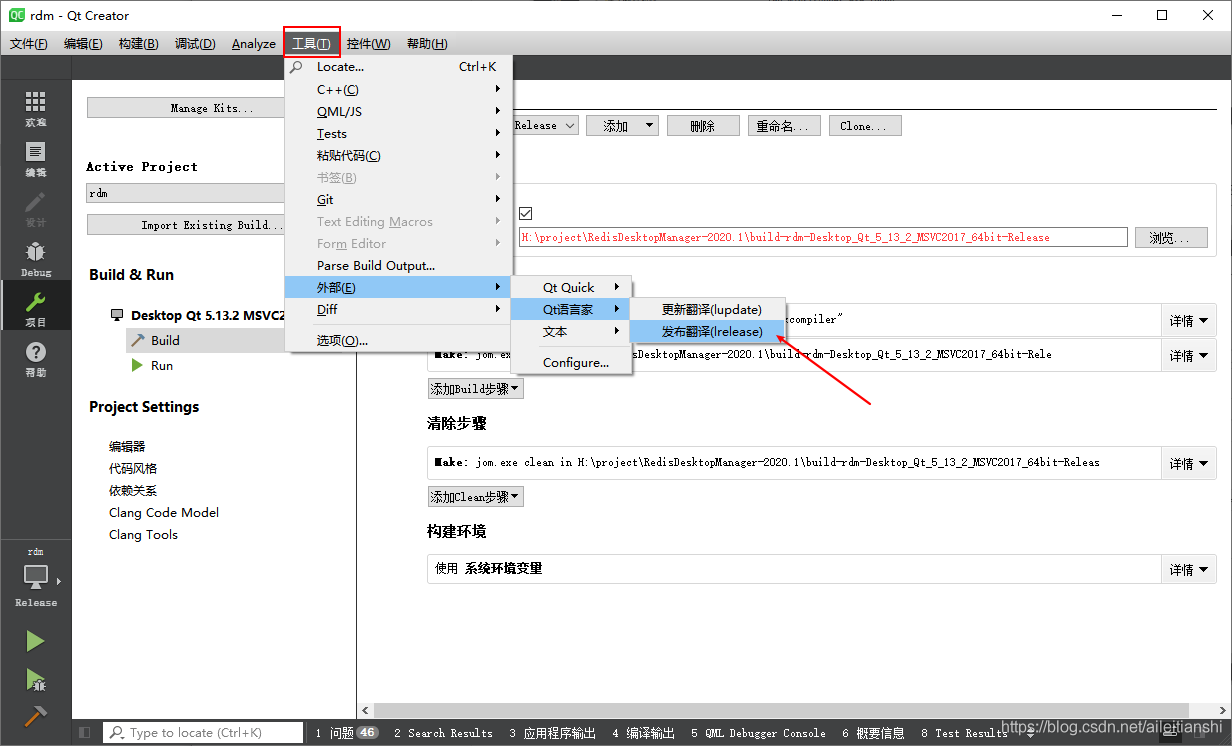 rdm - Qt Creator
文件(F) 编辑(E) 构建(B) 调试(D) Analyze 工具(T) 控件(W) 帮助(H)
Locate... Ctrl+K
C++(C)
QML/JS
Tests
粘贴代码(C)
书签(B)
Git
Text Editing Macros
Form Editor
Parse Build Output...
外部(E)
Diff
选项(O)...
Qt Quick
Qt语言家
文本
Configure...
更新翻译(lupdate)
发布翻译(lrelease)
欢迎
编辑
设计
Debug
项目
帮助
rdm
Release
Manage Kits...
Active Project
rdm
Import Existing Build...
Build & Run
Desktop Qt 5.13.2 MSVC2
Build
Run
Project Settings
编辑器
代码风格
依赖关系
Clang Code Model
Clang Tools
Release 添加 删除 重命名... Clone...
H:\project\RedisDesktopManager-2020.1\build-rdm-Desktop_Qt_5_13_2_MSVC2017_64bit-Release 浏览...
compiler" 详情
Make: jom.exe sDesktopManager-2020.1\build-rdm-Desktop_Qt_5_13_2_MSVC2017_64bit-Rele 详情
添加Build步骤
清除步骤
Make: jom.exe clean in H:\project\RedisDesktopManager-2020.1\build-rdm-Desktop_Qt_5_13_2_MSVC2017_64bit-Releas 详情
添加Clean步骤
构建环境
使用 系统环境变量 详情
Type to locate (Ctrl+K) 1 问题 46 2 Search Results 3 应用程序输出 4 编译输出 5 QML Debugger Console 6 概要信息 8 Test Results
https://blog.csdn.net/aileitianshi